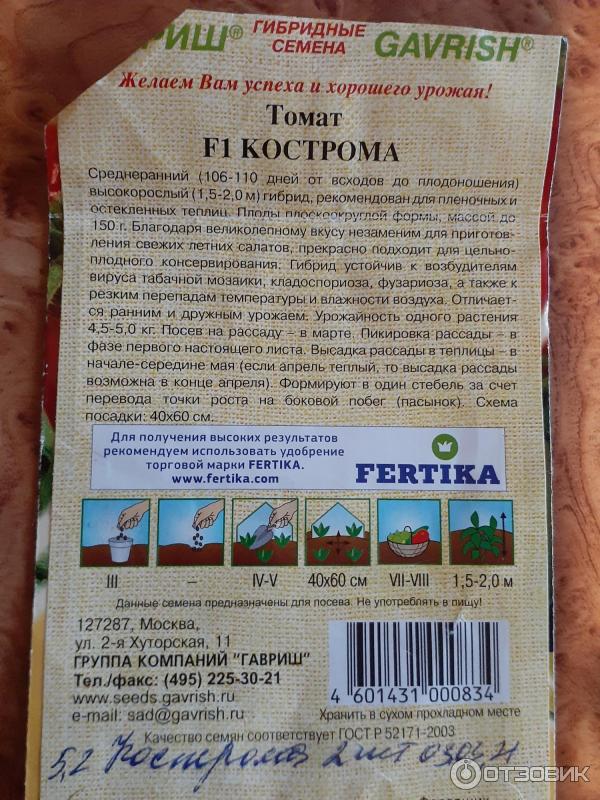 РИШ® ГИБРИДНЫЕ СЕМЕНА GAVRISH®
Желаем Вам успеха и хорошего урожая!
Томат
F1 КОСТРОМА
Среднеранний (106-110 дней от всходов до плодоношения)
высокорослый (1,5-2,0 м) гибрид, рекомендован для пленочных и
остекленных теплиц. Плоды плоскоокруглой формы, массой до
150 г. Благодаря великолепному вкусу незаменим для приготов-
ления свежих летних салатов, прекрасно подходит для цельно-
плодного консервирования. Гибрид устойчив к возбудителям
вируса табачной мозаики, кладоспориоза, фузариоза, а также к
резким перепадам температуры и влажности воздуха. Отличает-
ся ранним и дружным урожаем. Урожайность одного растения
4,5-5,0 кг. Посев на рассаду – в марте. Пикировка рассады – в
фазе первого настоящего листа. Высадка рассады в теплицы – в
начале-середине мая (если апрель теплый, то высадка рассады
возможна в конце апреля). Формируют в один стебель за счет
перевода точки роста на боковой побег (пасынок). Схема
посадки: 40х60 см.
Для получения высоких результатов
рекомендуем использовать удобрение
торговой марки FERTIKA.
www.fertika.com
FERTIKA
III – IV-V 40х60 см VII-VIII 1,5-2,0 м
Данные семена предназначены для посева. Не употреблять в пищу!
127287, Москва,
ул. 2-я Хуторская, 11
ГРУППА КОМПАНИЙ "ГАВРИШ"
Тел./факс: (495) 225-30-21
www.seeds.gavrish.ru
e-mail: sad@gavrish.ru
4 601431 000834
Хранить в сухом прохладном месте
Качество семян соответствует ГОСТ Р 52171-2003
5,2 Кострома 2 шт
ОТЗОВИК